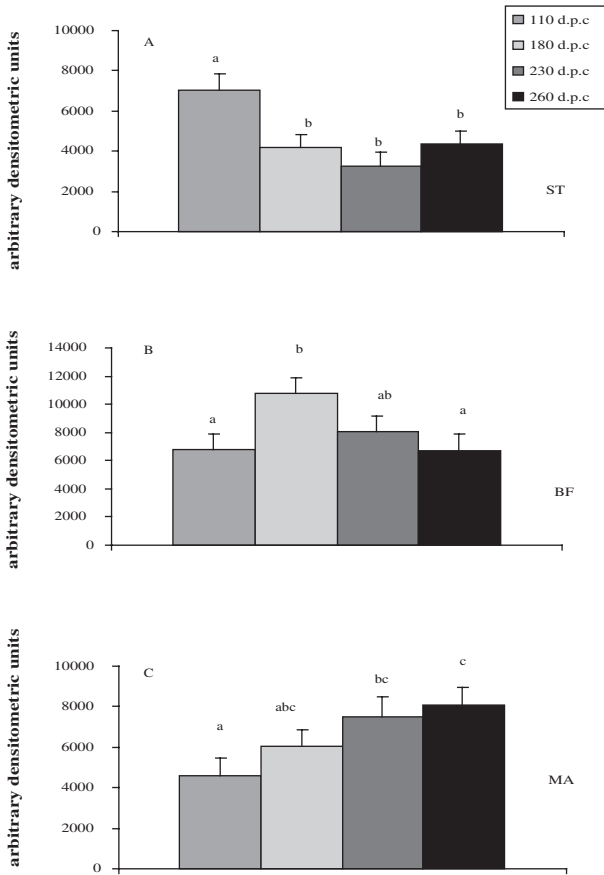 110 d.p.c
180 d.p.c
230 d.p.c
260 d.p.c
arbitrary densitometric units
10000
8000
6000
4000
2000
0
A
a
b
b
b
ST
arbitrary densitometric units
14000
12000
10000
8000
6000
4000
2000
0
B
a
b
ab
a
BF
arbitrary densitometric units
10000
8000
6000
4000
2000
0
C
a
abc
bc
c
MA